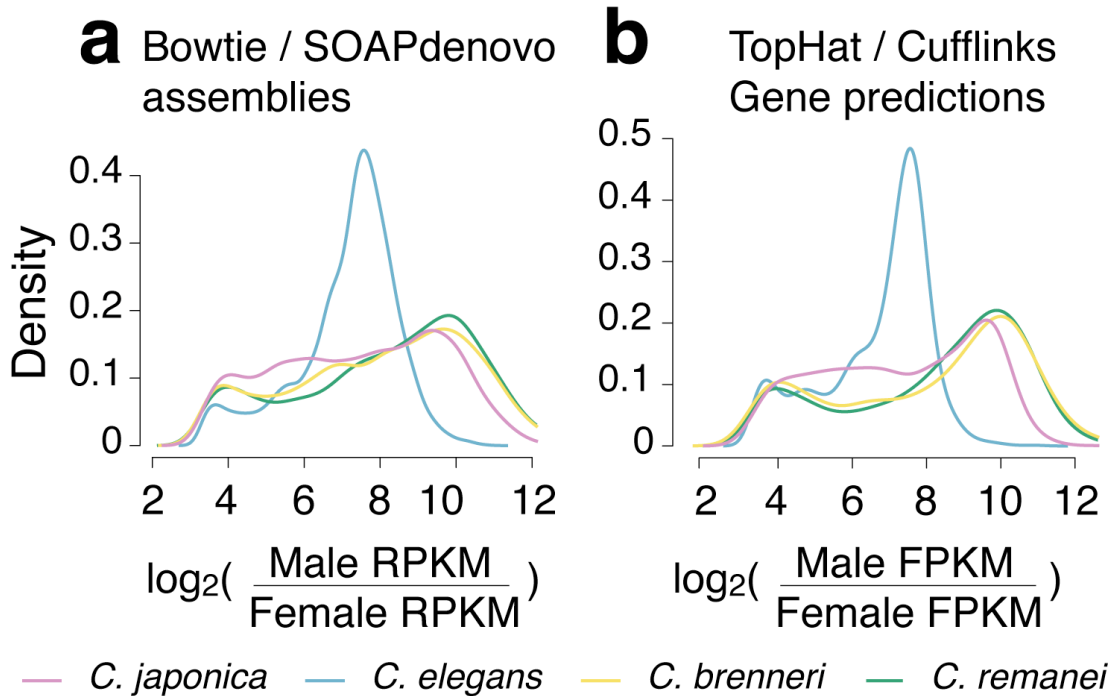 a Bowtie / SOAPdenovo
assemblies
Density
0.4
0.3
0.2
0.1
0
2 4 6 8 10 12
log2( Male RPKM / Female RPKM )
b TopHat / Cufflinks
Gene predictions
0.5
0.4
0.3
0.2
0.1
0
2 4 6 8 10 12
log2( Male FPKM / Female FPKM )
C. japonica C. elegans C. brenneri C. remanei